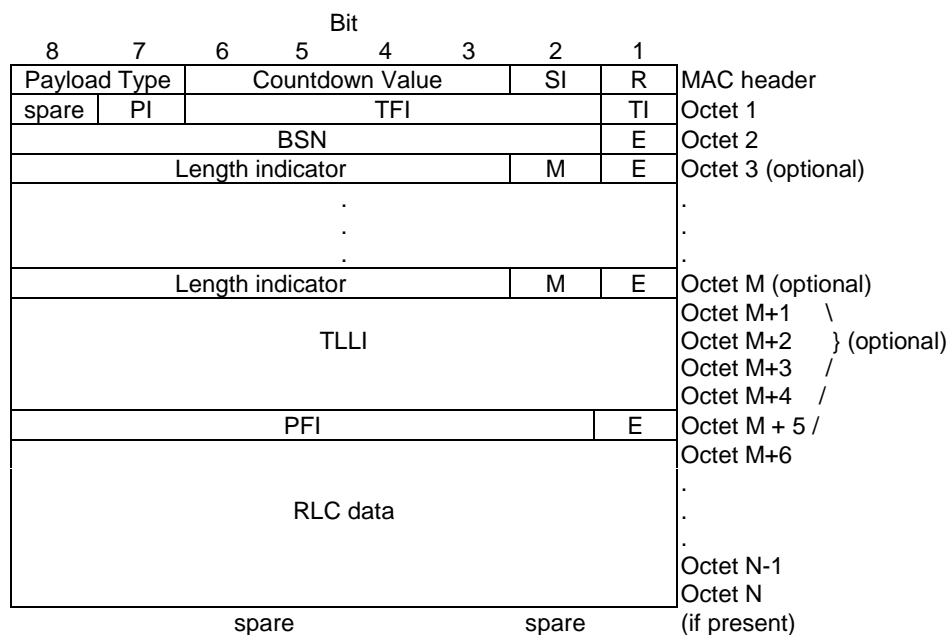 Bit
8 7 6 5 4 3 2 1
Payload Type Countdown Value SI R MAC header
spare PI TFI TI Octet 1
BSN E Octet 2
Length indicator M E Octet 3 (optional)
. .
. .
. .
Length indicator M E Octet M (optional)
Octet M+1 \
TLLI Octet M+2 } (optional)
Octet M+3 /
Octet M+4 /
PFI E Octet M + 5 /
Octet M+6
.
RLC data .
.
Octet N-1
Octet N
spare spare (if present)